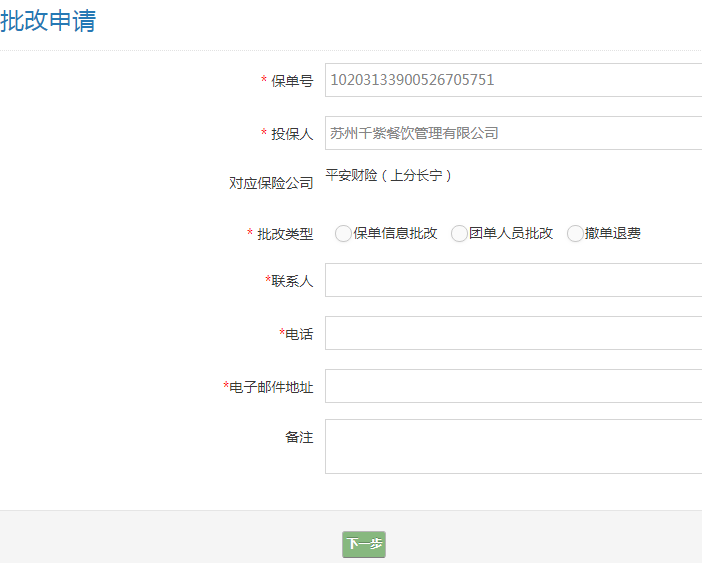 批改申请
* 保单号 10203133900526705751
* 投保人 苏州千紫餐饮管理有限公司
对应保险公司 平安财险（上分长宁）
* 批改类型 保单信息批改 团单人员批改 撤单退费
*联系人
*电话
*电子邮件地址
备注
下一步